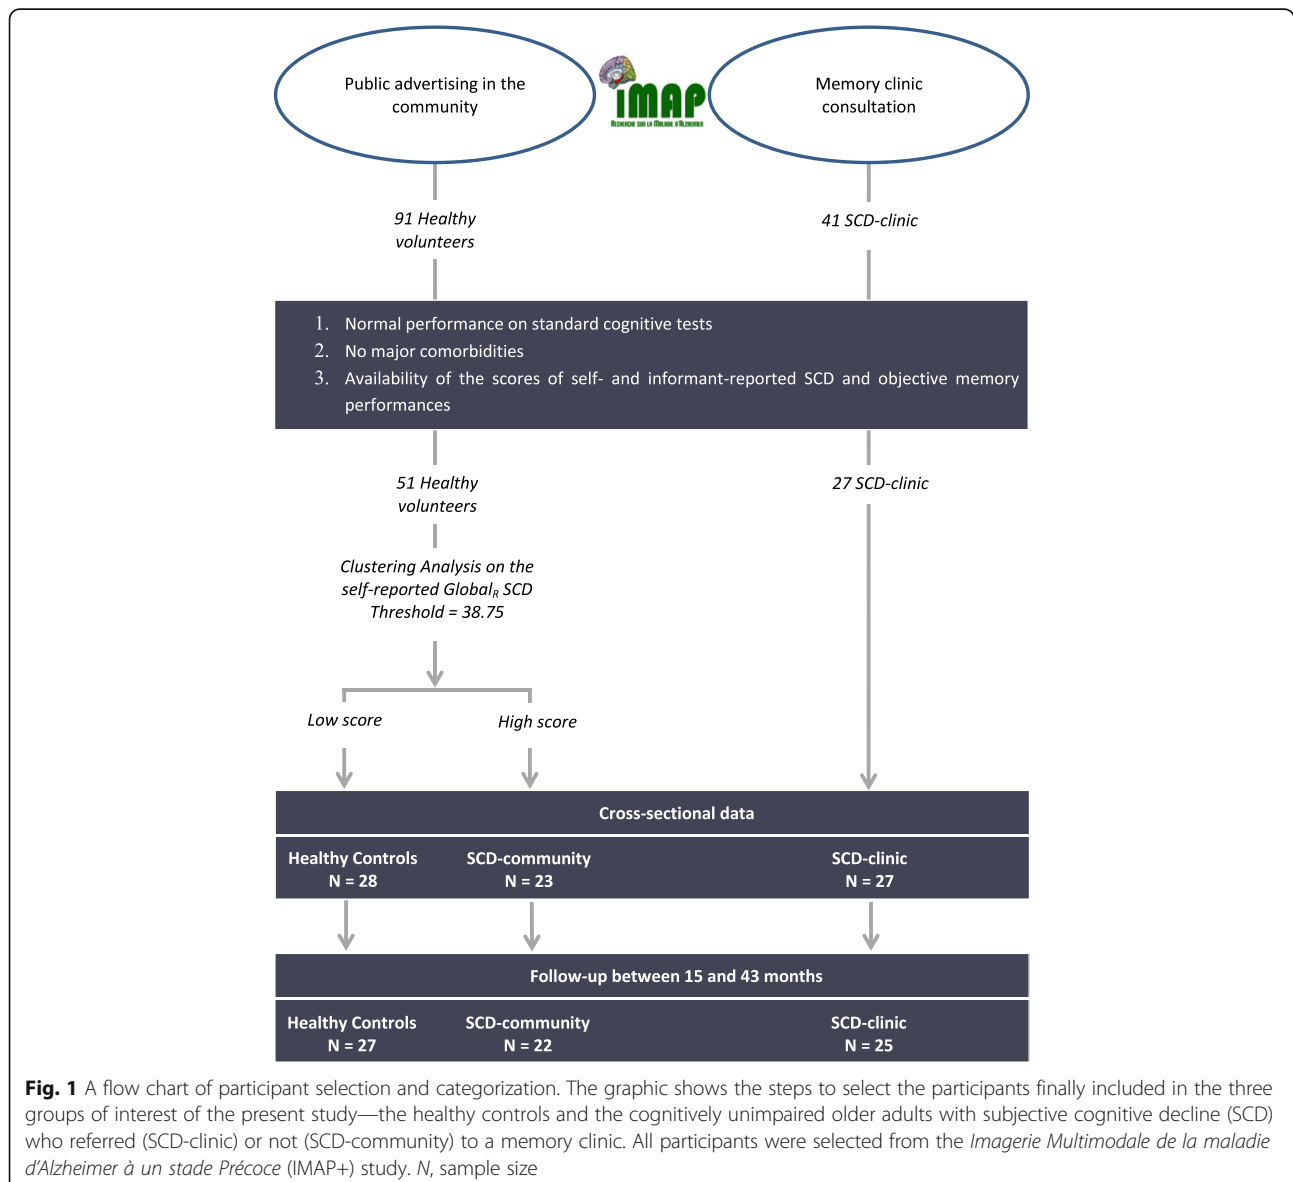 Public advertising in the
community
iMAP
Recherche sur la Maladie d'Alzheimer
Memory clinic
consultation
91 Healthy
volunteers
41 SCD-clinic
1. Normal performance on standard cognitive tests
2. No major comorbidities
3. Availability of the scores of self- and informant-reported SCD and objective memory
performances
51 Healthy
volunteers
27 SCD-clinic
Clustering Analysis on the
self-reported GlobalR SCD
Threshold = 38.75
Low score
High score
Cross-sectional data
Healthy Controls
N = 28
SCD-community
N = 23
SCD-clinic
N = 27
Follow-up between 15 and 43 months
Healthy Controls
N = 27
SCD-community
N = 22
SCD-clinic
N = 25
Fig. 1 A flow chart of participant selection and categorization. The graphic shows the steps to select the participants finally included in the three
groups of interest of the present study—the healthy controls and the cognitively unimpaired older adults with subjective cognitive decline (SCD)
who referred (SCD-clinic) or not (SCD-community) to a memory clinic. All participants were selected from the Imagerie Multimodale de la maladie
d'Alzheimer à un stade Précoce (IMAP+) study. N, sample size